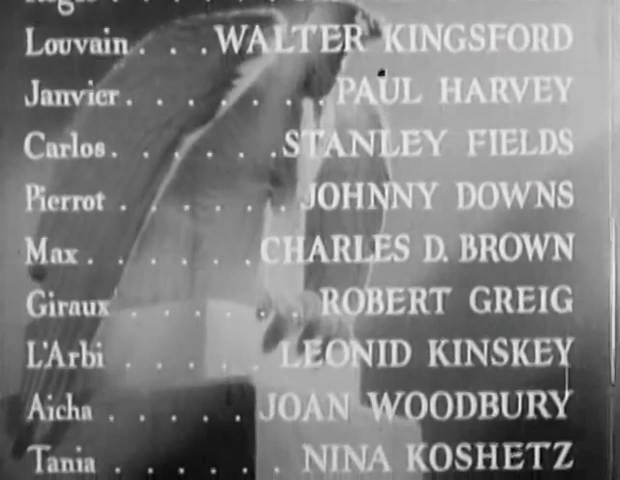 Louvain . . . WALTER KINGSFORD
Janvier . . . . . . . PAUL HARVEY
Carlos . . . . . . STANLEY FIELDS
Pierrot . . . . . . JOHNNY DOWNS
Max . . . . . . CHARLES D. BROWN
Giraux . . . . . . ROBERT GREIG
L'Arbi . . . . . LEONID KINSKEY
Aicha . . . . . . JOAN WOODBURY
Tania . . . . . . NINA KOSHETZ